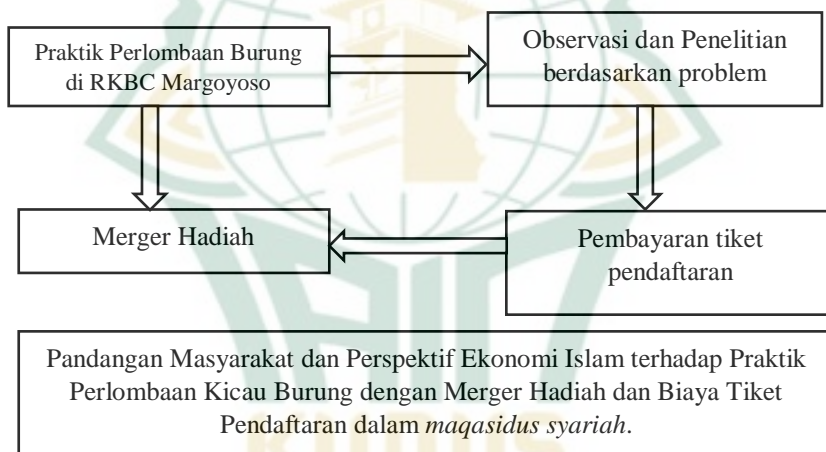 Praktik Perlombaan Burung
di RKBC Margoyoso
Observasi dan Penelitian
berdasarkan problem
Merger Hadiah
Pembayaran tiket
pendaftaran
Pandangan Masyarakat dan Perspektif Ekonomi Islam terhadap Praktik
Perlombaan Kicau Burung dengan Merger Hadiah dan Biaya Tiket
Pendaftaran dalam maqasidus syariah.
KUDUS